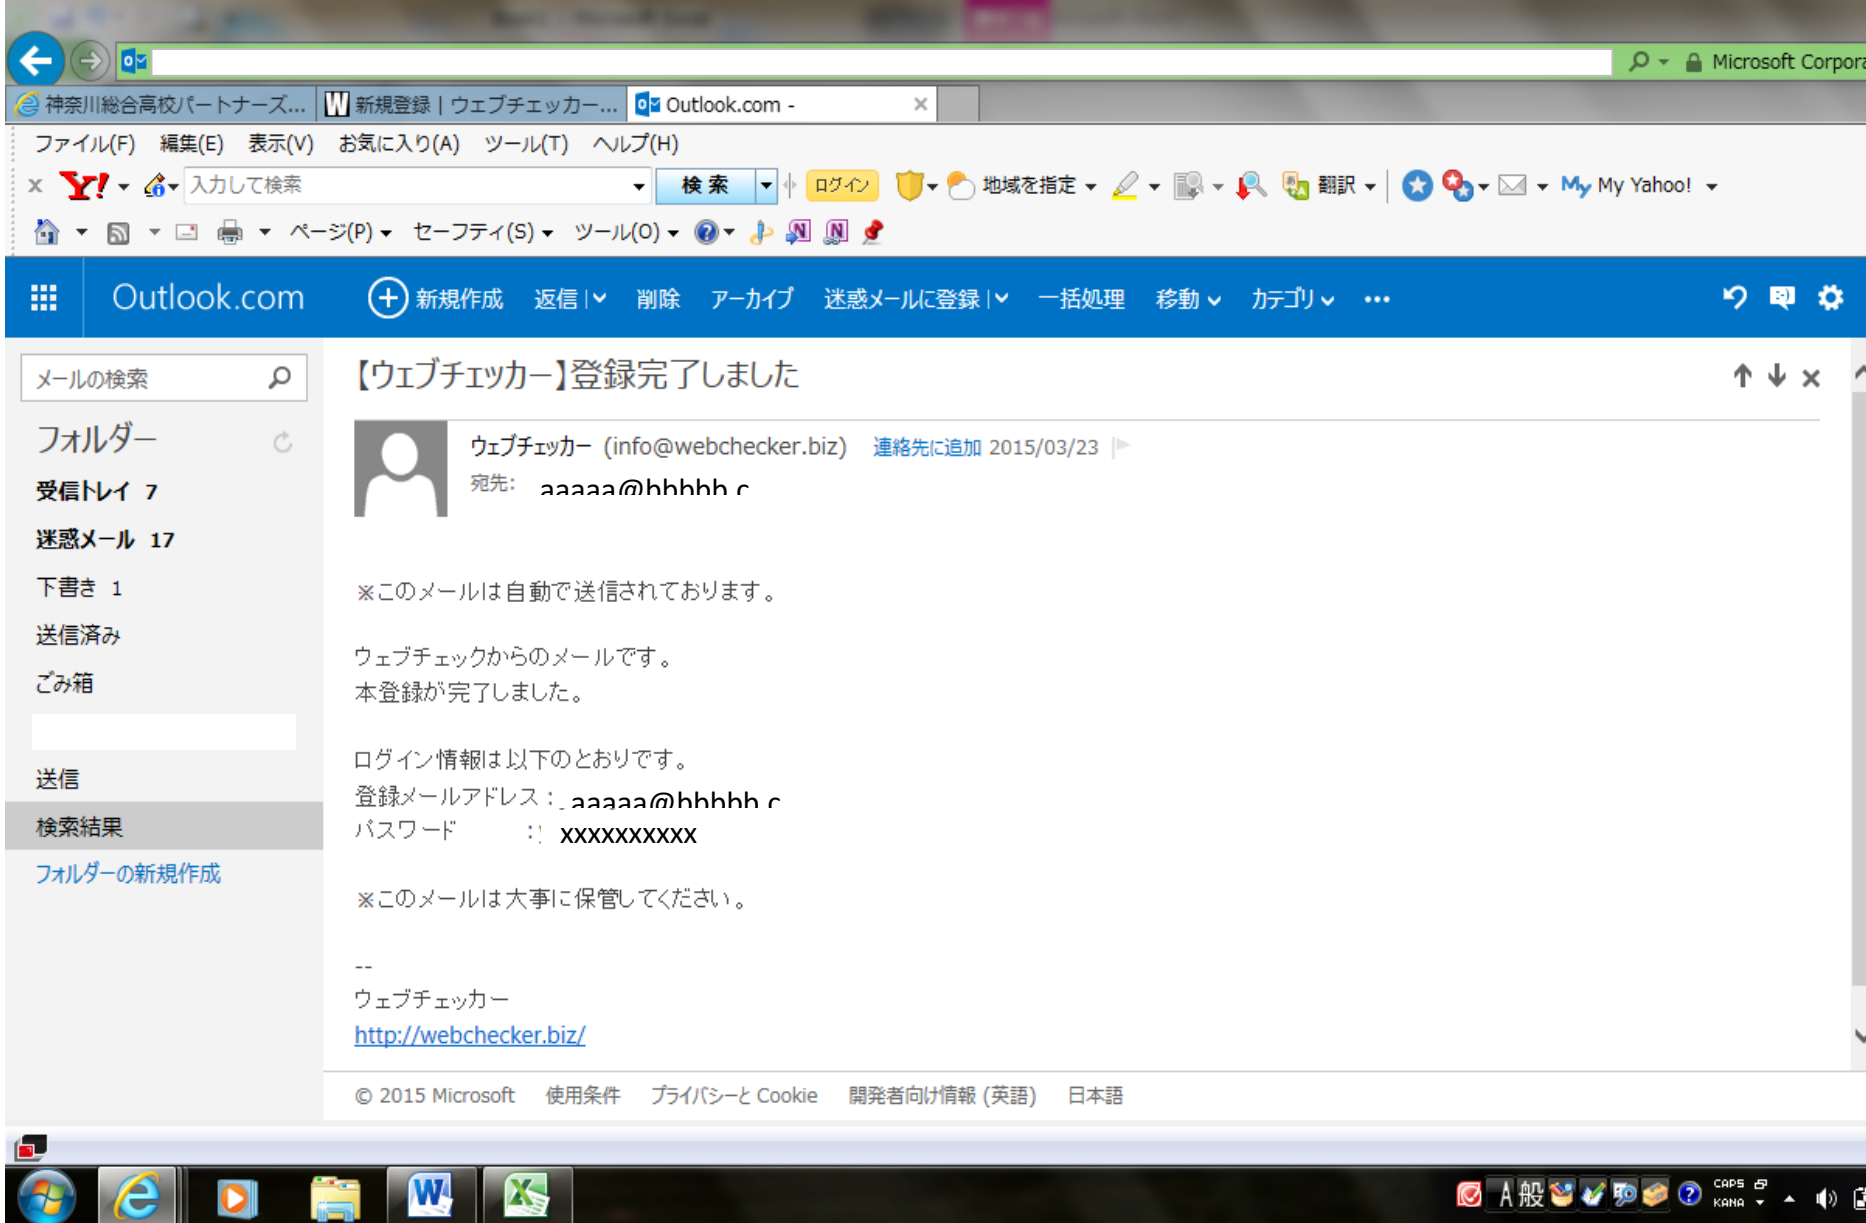 Microsoft Corpora
神奈川総合高校パートナーズ... 新規登録 | ウェブチェッカー... Outlook.com -
ファイル(F) 編集(E) 表示(V) お気に入り(A) ツール(T) ヘルプ(H)
Y! 入力して検索 検 索 ログイン 地域を指定 翻訳 My My Yahoo!
ページ(P) セーフティ(S) ツール(O)
Outlook.com 新規作成 返信 削除 アーカイブ 迷惑メールに登録 一括処理 移動 カテゴリ
メールの検索
フォルダー
受信トレイ 7
迷惑メール 17
下書き 1
送信済み
ごみ箱
送信
検索結果
フォルダーの新規作成
【ウェブチェッカー】登録完了しました
ウェブチェッカー (info@webchecker.biz) 連絡先に追加 2015/03/23
宛先: aaaaa@bbbbb.c
※このメールは自動で送信されております。
ウェブチェックからのメールです。
本登録が完了しました。
ログイン情報は以下のとおりです。
登録メールアドレス: aaaaa@bbbbb.c
パスワード : xxxxxxxxxx
※このメールは大事に保管してください。
--
ウェブチェッカー
http://webchecker.biz/
© 2015 Microsoft 使用条件 プライバシーと Cookie 開発者向け情報 (英語) 日本語
A 般 CAPS
KANA